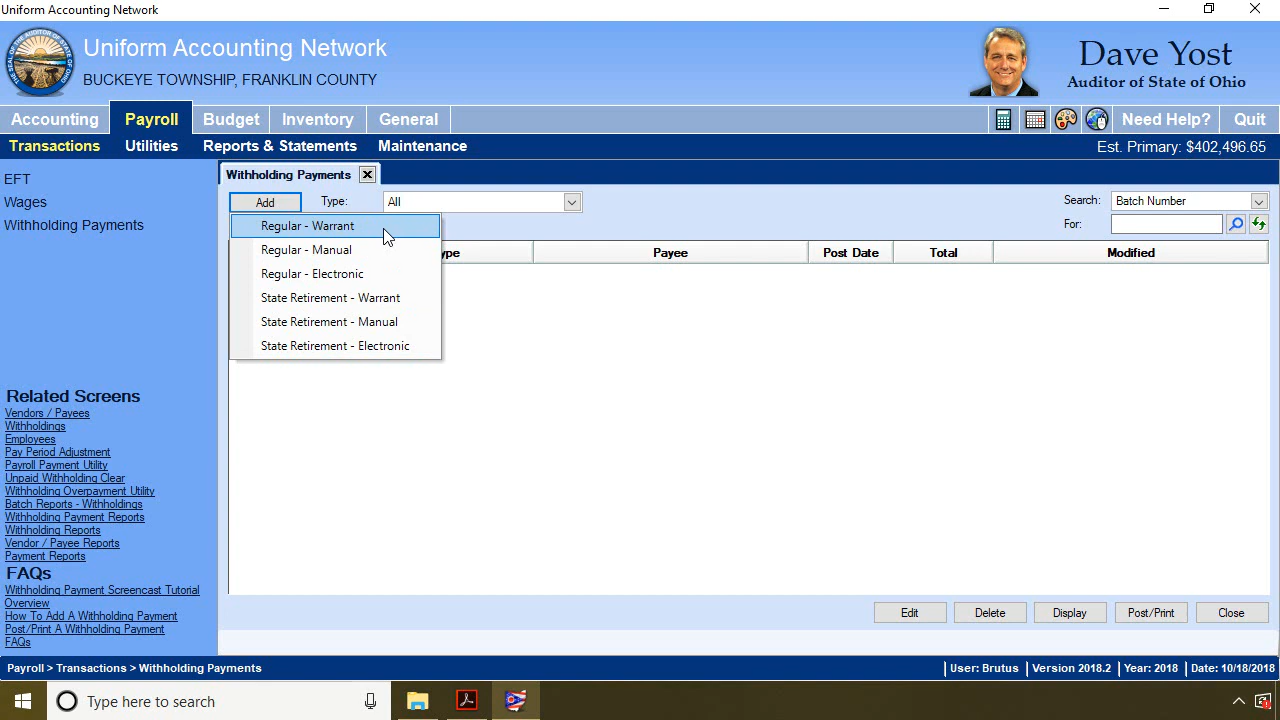 Uniform Accounting Network
Uniform Accounting Network
BUCKEYE TOWNSHIP, FRANKLIN COUNTY
Dave Yost
Auditor of State of Ohio
Accounting Payroll Budget Inventory General Need Help? Quit
Transactions Utilities Reports & Statements Maintenance Est. Primary: $402,496.65
EFT
Wages
Withholding Payments
Related Screens
Vendors / Payees
Withholdings
Employees
Pay Period Adjustment
Payroll Payment Utility
Unpaid Withholding Clear
Withholding Overpayment Utility
Batch Reports - Withholdings
Withholding Payment Reports
Withholding Reports
Vendor / Payee Reports
Payment Reports
FAQs
Withholding Payment Screencast Tutorial
Overview
How To Add A Withholding Payment
Post/Print A Withholding Payment
FAQs
Withholding Payments
Add Type: All Search: Batch Number
For:
Regular - Warrant
Regular - Manual
Regular - Electronic
State Retirement - Warrant
State Retirement - Manual
State Retirement - Electronic
ype Payee Post Date Total Modified
Edit Delete Display Post/Print Close
Payroll > Transactions > Withholding Payments User: Brutus Version 2018.2 Year: 2018 Date: 10/18/2018
Type here to search